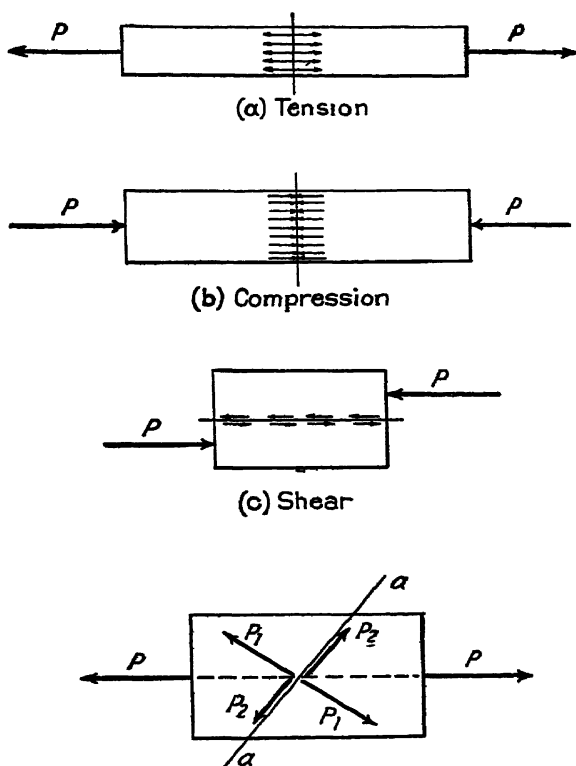 P P
(a) Tension
P P
(b) Compression
P
P
(c) Shear
a
P1 P2
P P
P2 P1
a